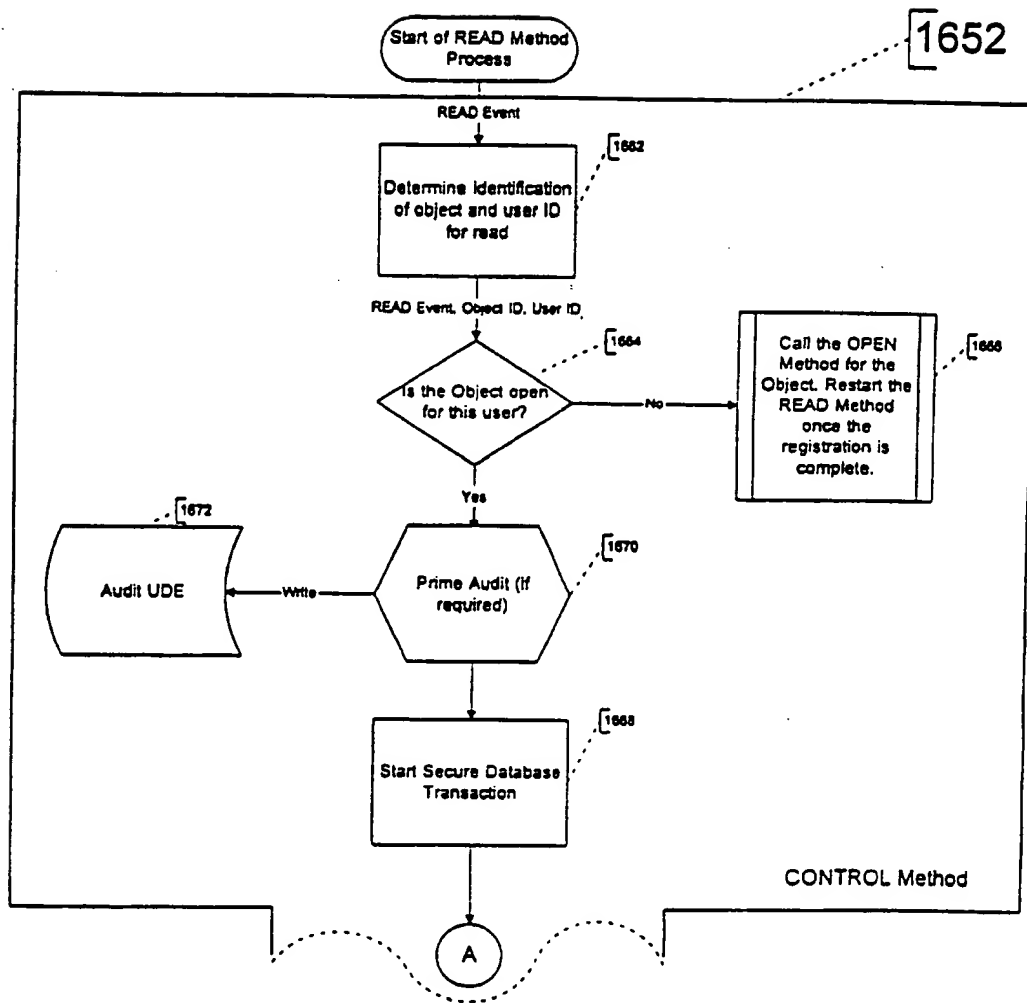 Start of READ Method
Process
1652
READ Event
1662
Determine Identification
of object and user ID
for read
READ Event, Object ID, User ID
1664
Is the Object open
for this user?
No
Call the OPEN
Method for the
Object. Restart the
READ Method
once the
registration is
complete.
1666
Yes
1672
Audit UDE
Write
Prime Audit (if
required)
1670
1668
Start Secure Database
Transaction
CONTROL Method
A